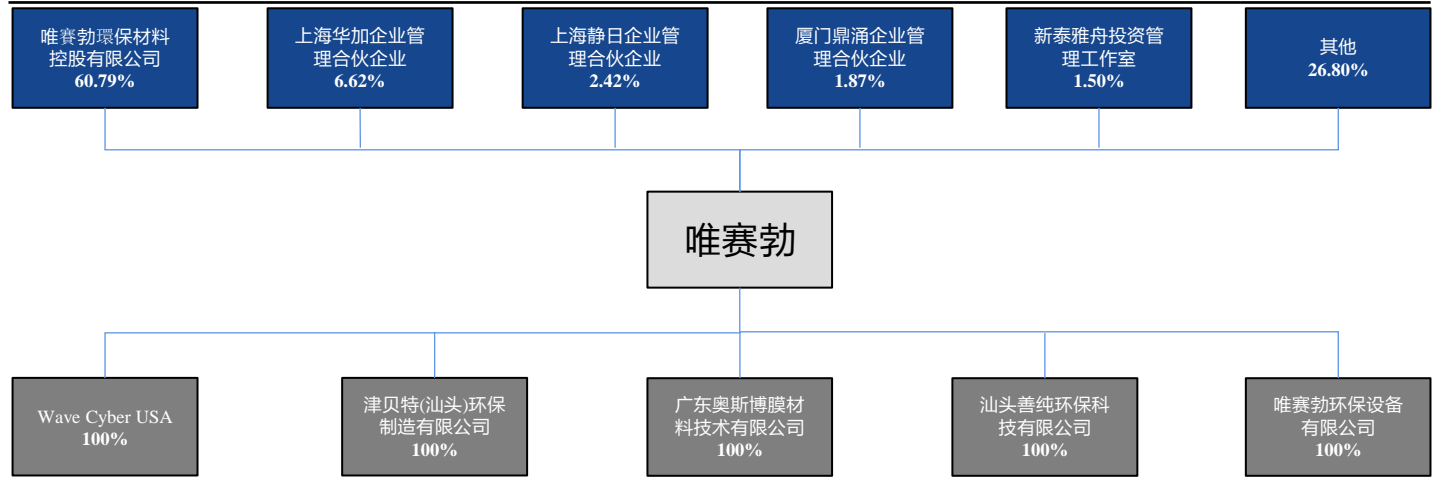 唯賽勃環保材料
控股有限公司
60.79%
上海华加企业管
理合伙企业
6.62%
上海静日企业管
理合伙企业
2.42%
厦门鼎涌企业管
理合伙企业
1.87%
新泰雅舟投资管
理工作室
1.50%
其他
26.80%
唯赛勃
Wave Cyber USA
100%
津贝特(汕头)环保
制造有限公司
100%
广东奥斯博膜材
料技术有限公司
100%
汕头善纯环保科
技有限公司
100%
唯赛勃环保设备
有限公司
100%